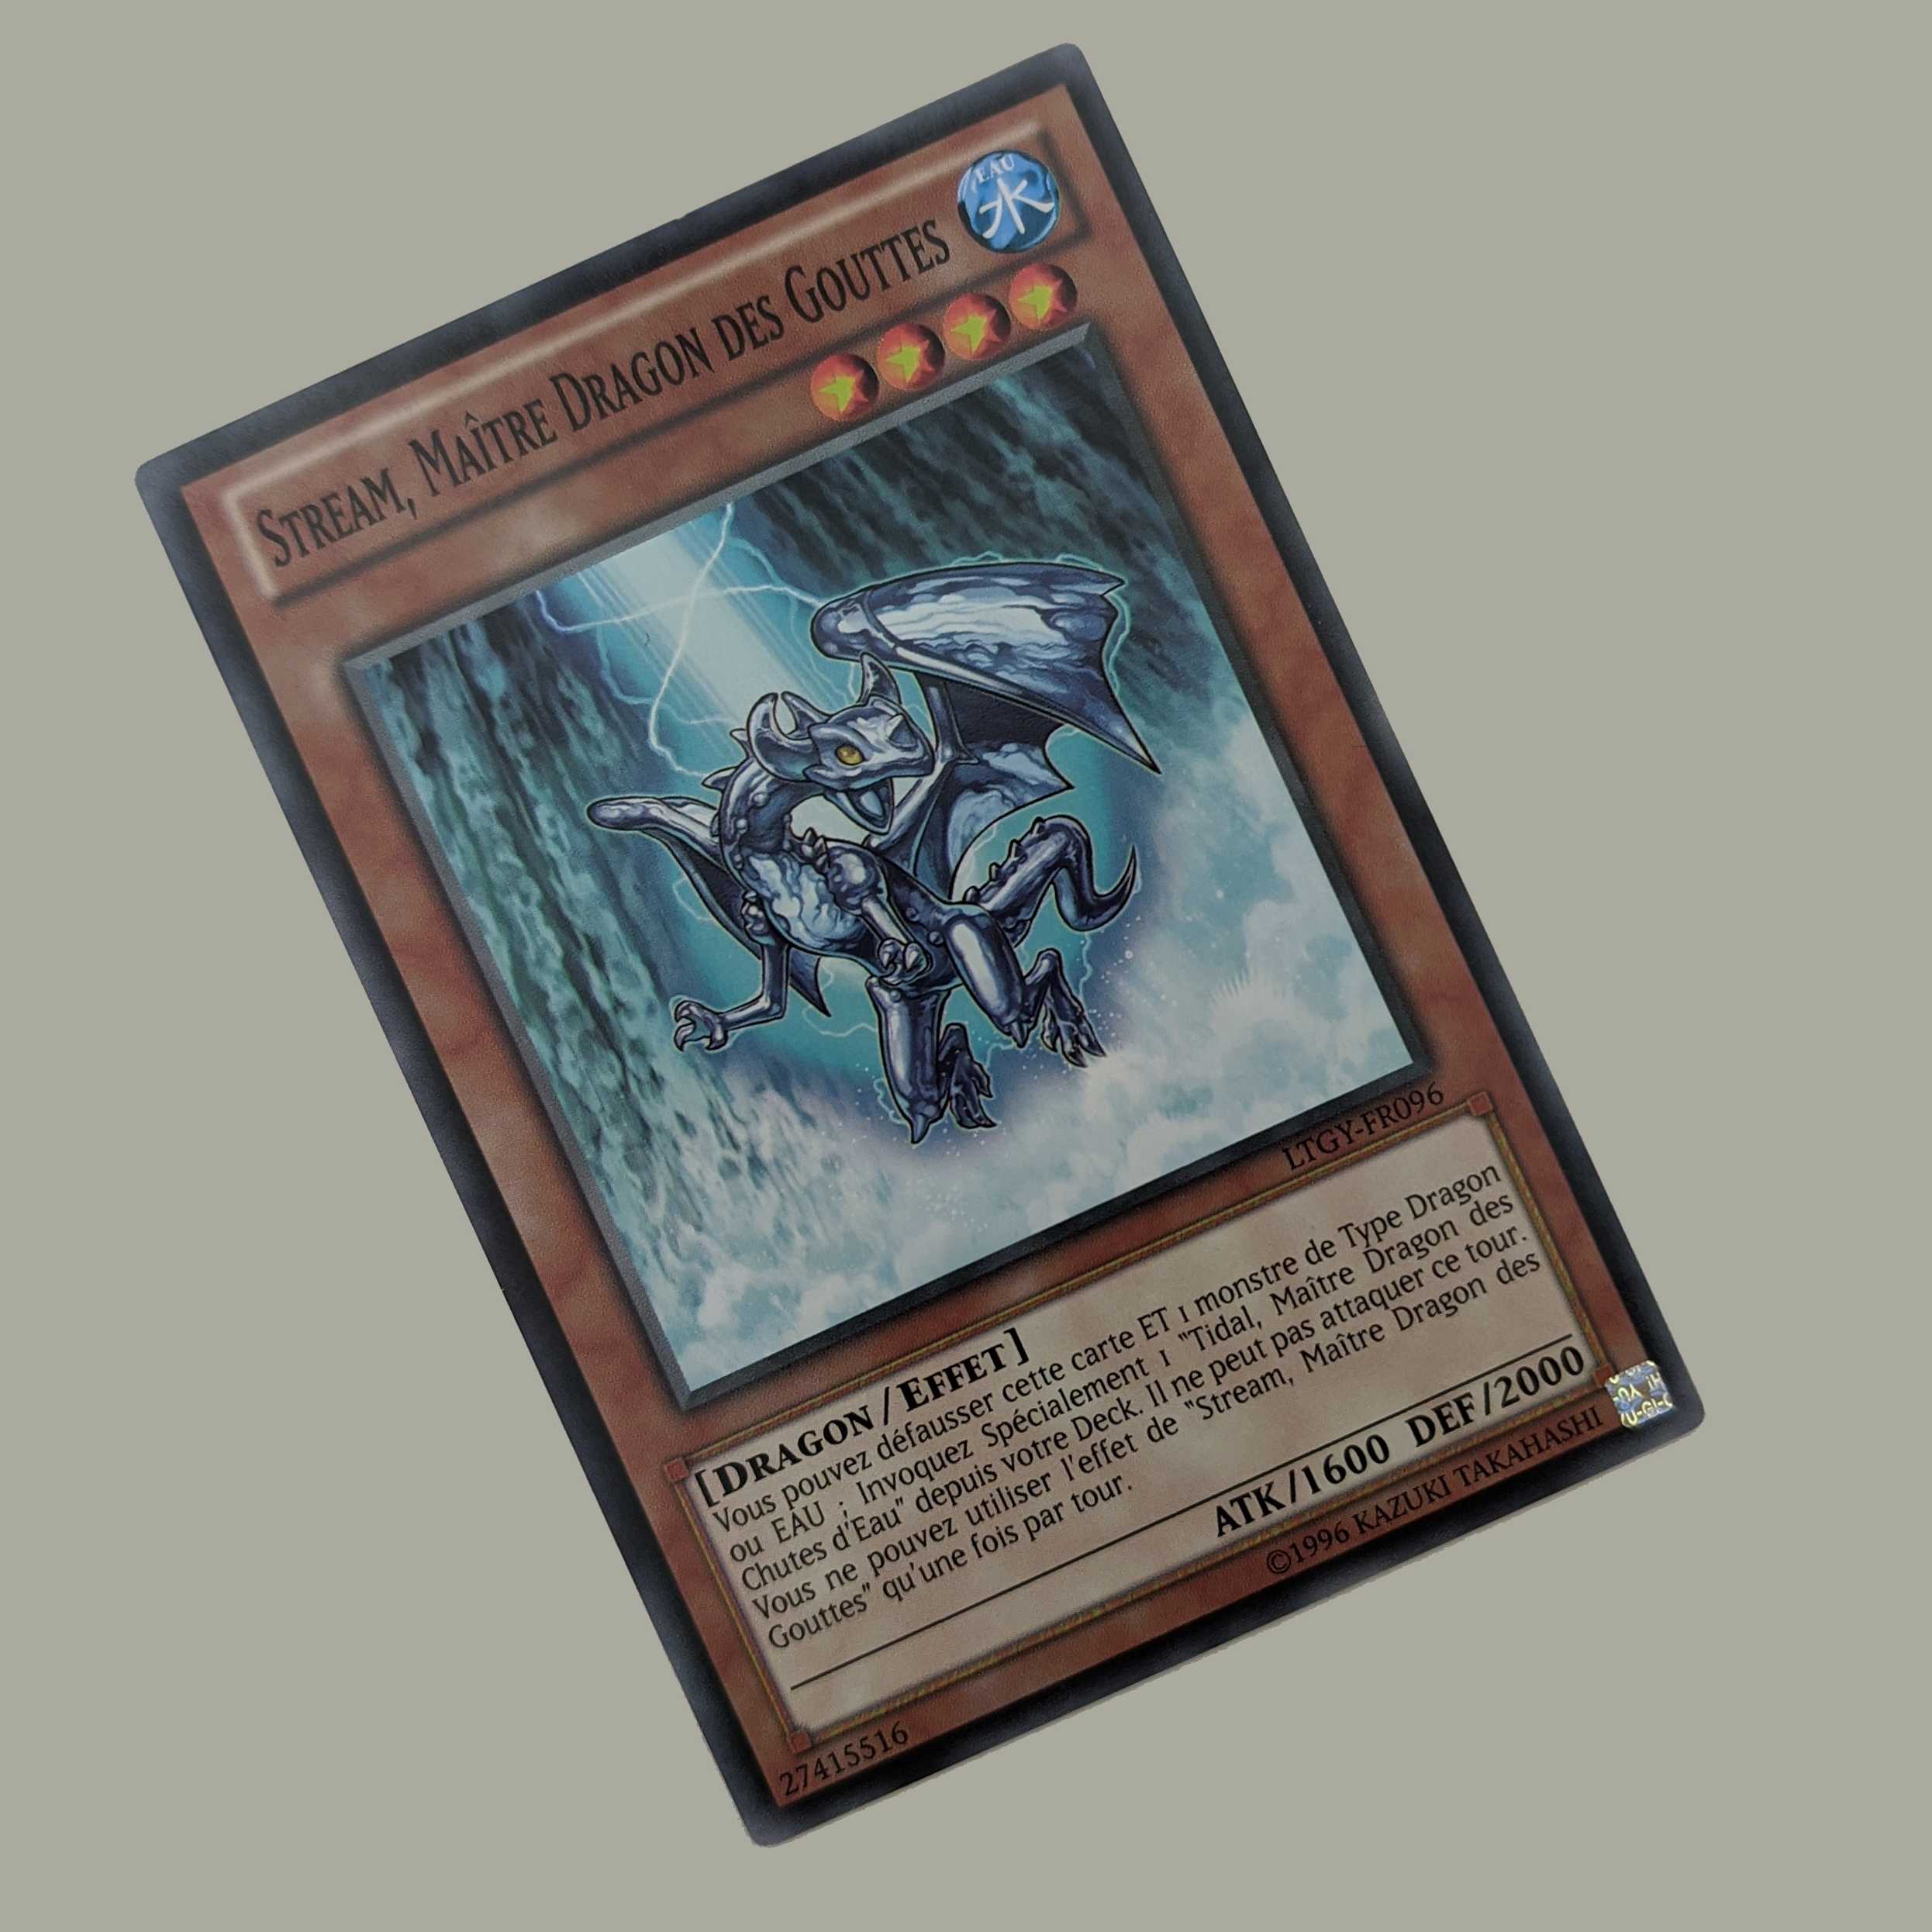 STREAM, MAÎTRE DRAGON DES GOUTTES
EAU
水
LTGY-FR096
[DRAGON/EFFET]
Vous pouvez défausser cette carte ET 1 monstre de Type Dragon
ou EAU ; Invoquez Spécialement 1 "Tidal, Maître Dragon des
Chutes d'Eau" depuis votre Deck. Il ne peut pas attaquer ce tour.
Vous ne pouvez utiliser l'effet de "Stream, Maître Dragon des
Gouttes" qu'une fois par tour.
ATK/1600 DEF/2000
27415516
©1996 KAZUKI TAKAHASHI